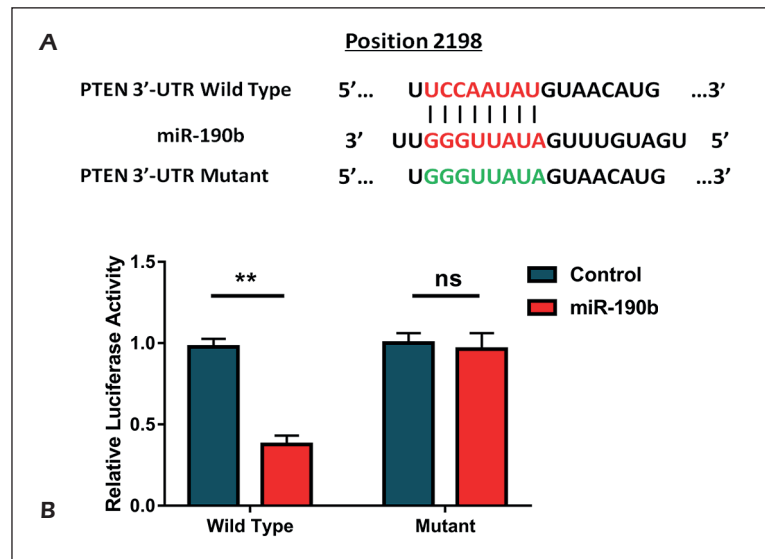 A
Position 2198
PTEN 3’-UTR Wild Type 5’... UUCCAAUAUGUAACAUG ...3’
miR-190b 3’ UUGGGUUAUAGUUUGUAGU 5’
PTEN 3’-UTR Mutant 5’... UGGGUUAUAGUAACAUG ...3’
Relative Luciferase Activity
1.5
1.0
0.5
0.0
**
ns
Control
miR-190b
Wild Type
Mutant
B